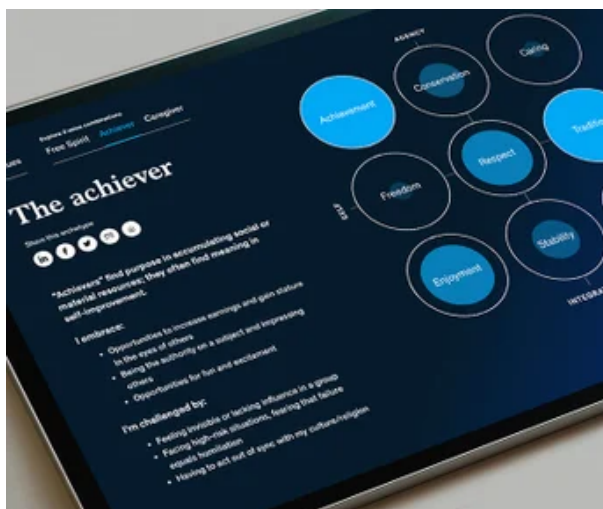 ues
Explore 3 value combinations:
Free Spirit Achiever Caregiver
The achiever
Share this archetype
"Achievers" find purpose in accumulating social or
material resources; they often find meaning in
self-improvement.
I embrace:
• Opportunities to increase earnings and gain stature
in the eyes of others
• Being the authority on a subject and impressing
others
• Opportunities for fun and excitement
I'm challenged by:
• Feeling invisible or lacking influence in a group
• Facing high-risk situations, fearing that failure
equals humiliation
• Having to act out of sync with my culture/religion
AGENCY
Caring
Conservation
Achievement
Traditio
Respect
Freedom
SELF
Stability
Enjoyment
INTEGRA